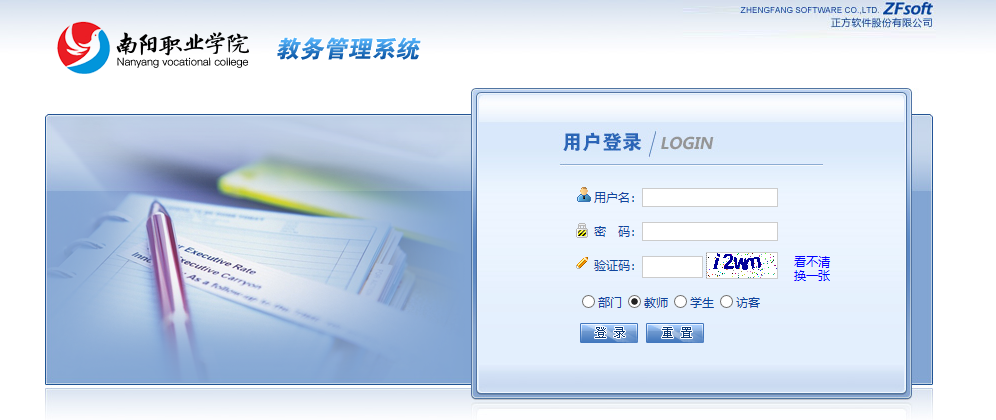 ZHENGFANG SOFTWARE CO.,LTD. ZFsoft
正方软件股份有限公司
南阳职业学院
Nanyang vocational college
教务管理系统
用户登录 LOGIN
用户名：
密 码：
验证码：
i2wm
看不清
换一张
部门 教师 学生 访客
登 录 重 置
Executive Rate
Executive Carryon
As a follow up to